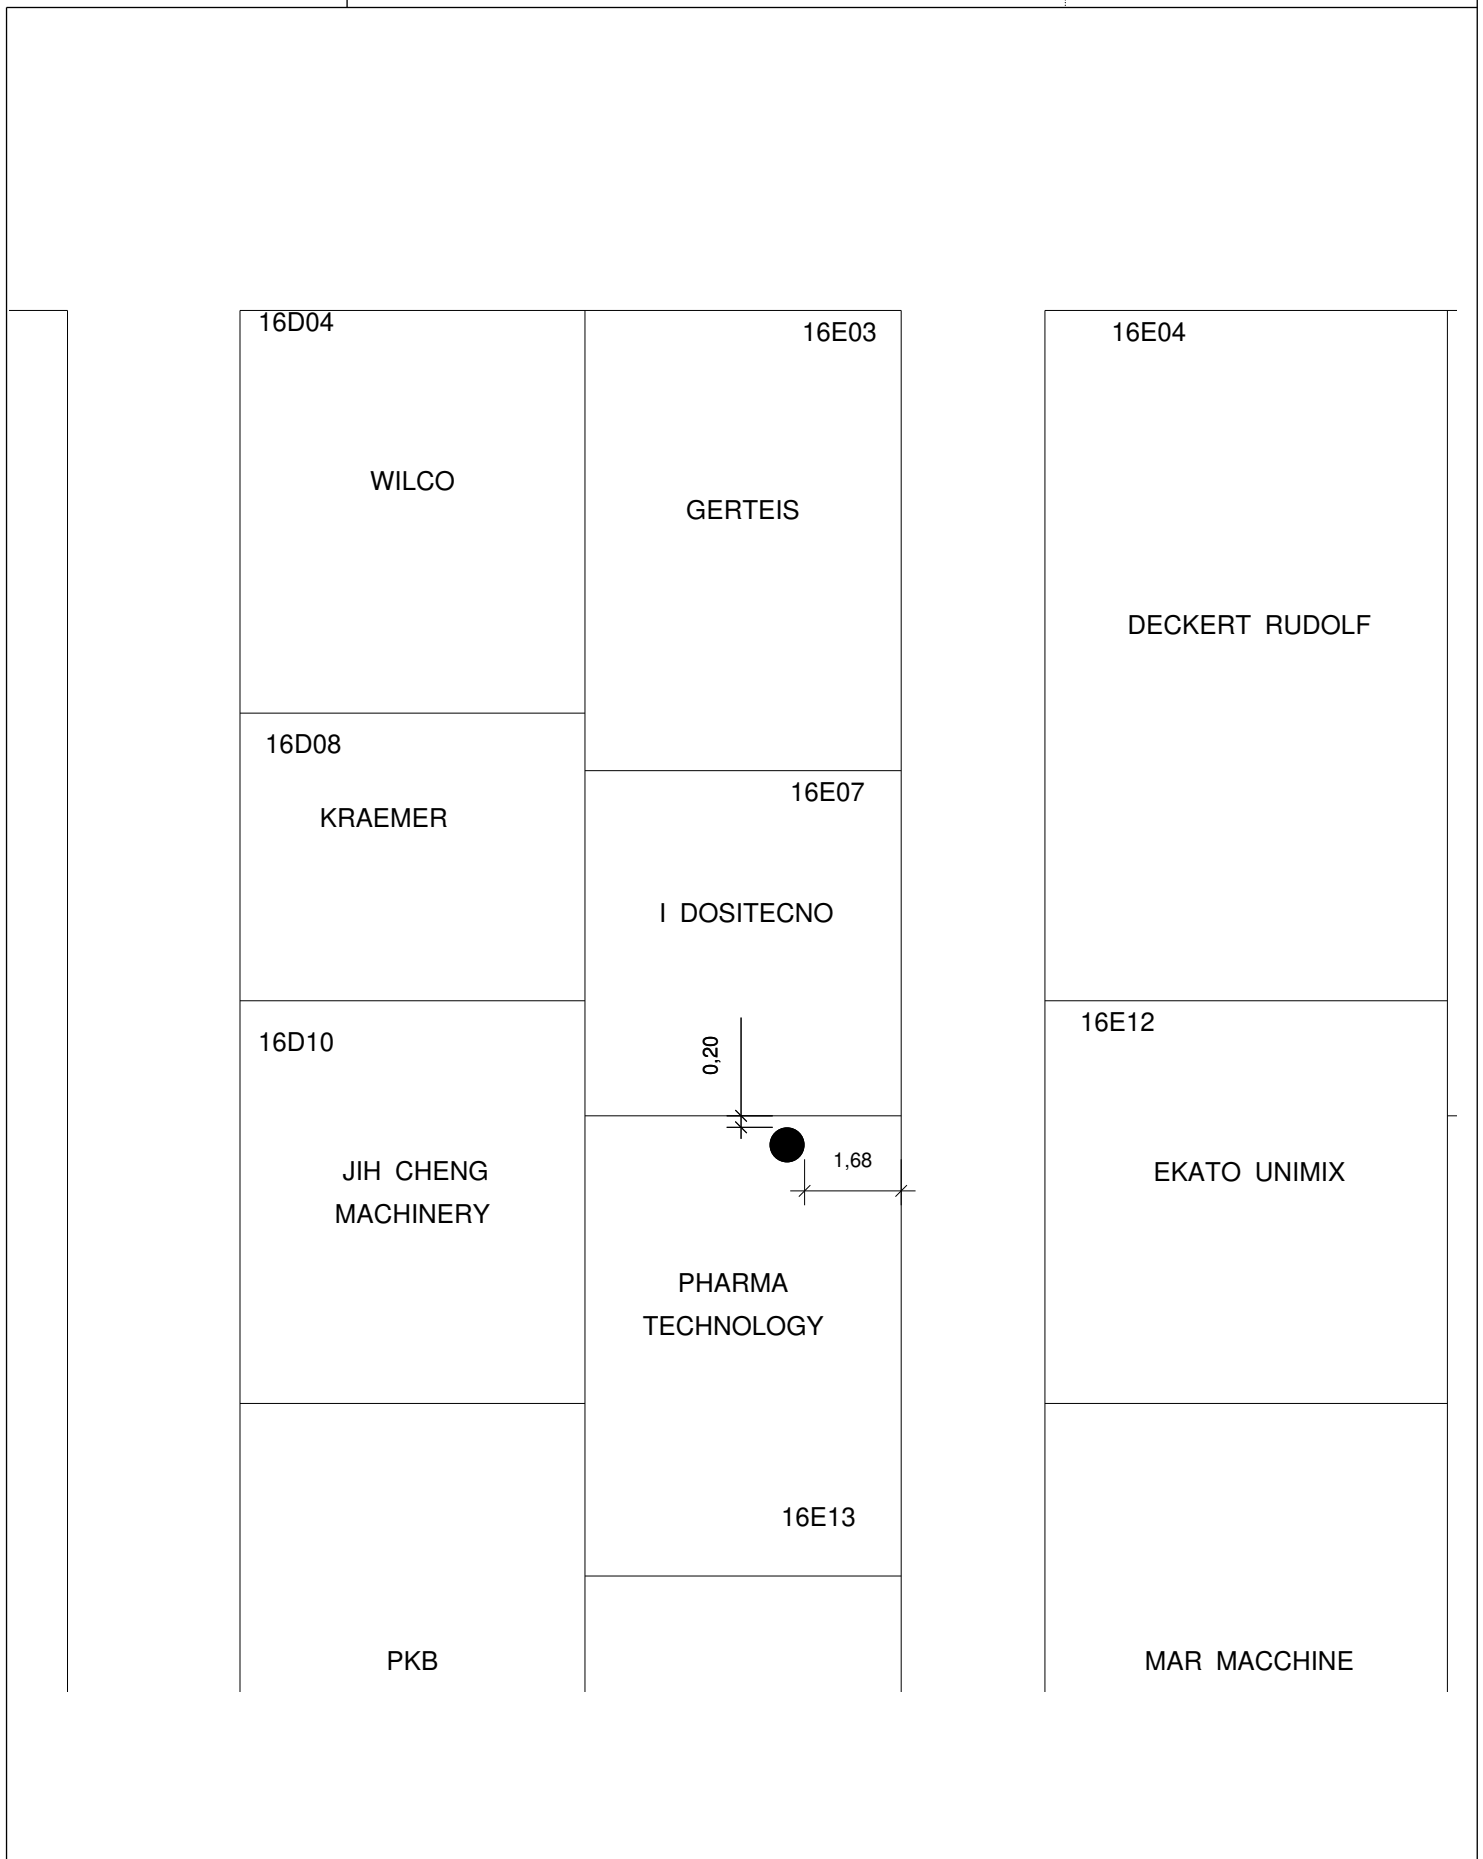 16D04
16E03
16E04
WILCO
GERTEIS
DECKERT RUDOLF
16D08
16E07
KRAEMER
I DOSITECNO
16E12
16D10
0,20
1,68
JIH CHENG
MACHINERY
EKATO UNIMIX
PHARMA
TECHNOLOGY
16E13
PKB
MAR MACCHINE